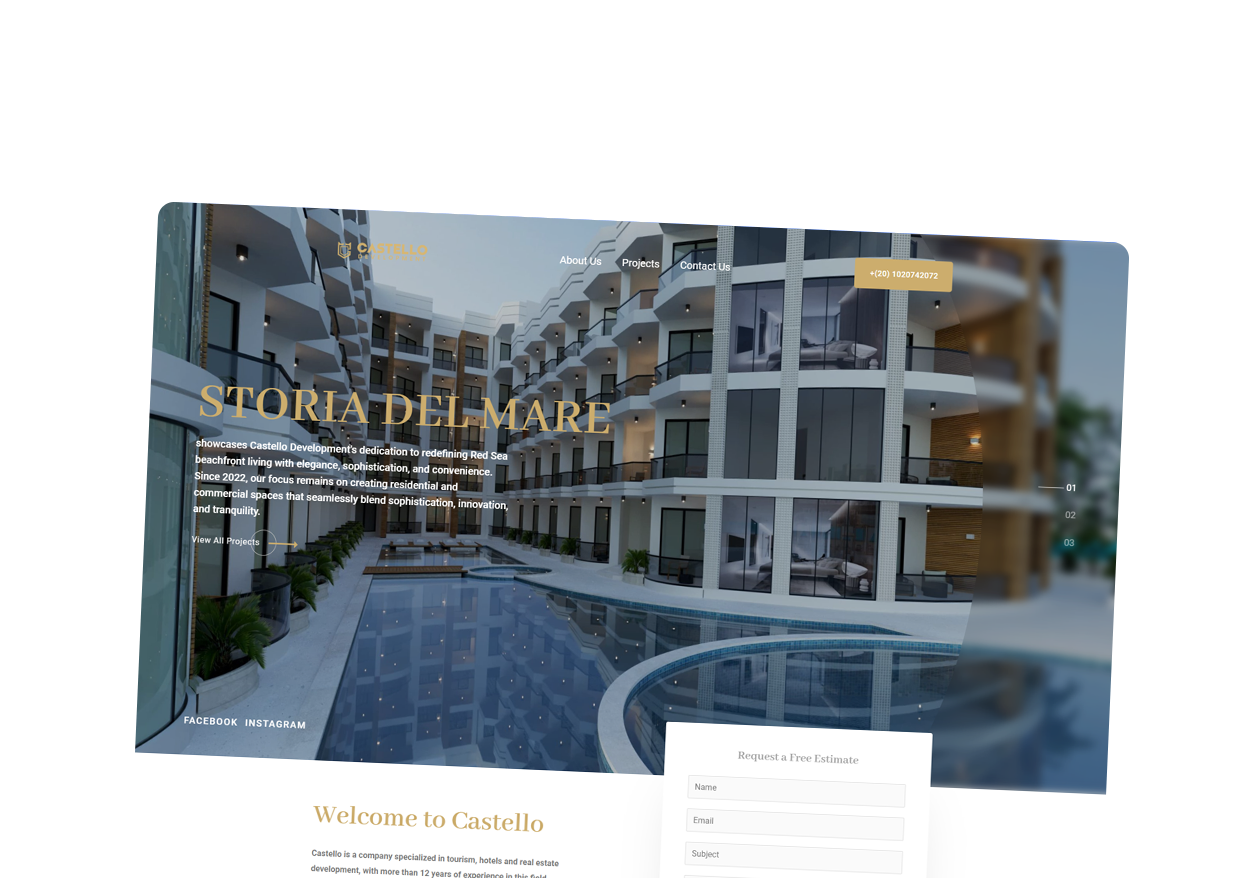 CASTELLO
About Us
Projects
Contact Us
+(20) 1020742072
STORIA DEL MARE
showcases Castello Development's dedication to redefining Red Sea
beachfront living with elegance, sophistication, and convenience.
Since 2022, our focus remains on creating residential and
commercial spaces that seamlessly blend sophistication, innovation,
and tranquility.
View All Projects
01
02
03
FACEBOOK INSTAGRAM
Request a Free Estimate
Name
Email
Subject
Welcome to Castello
Castello is a company specialized in tourism, hotels and real estate
development, with more than 12 years of experience in this field